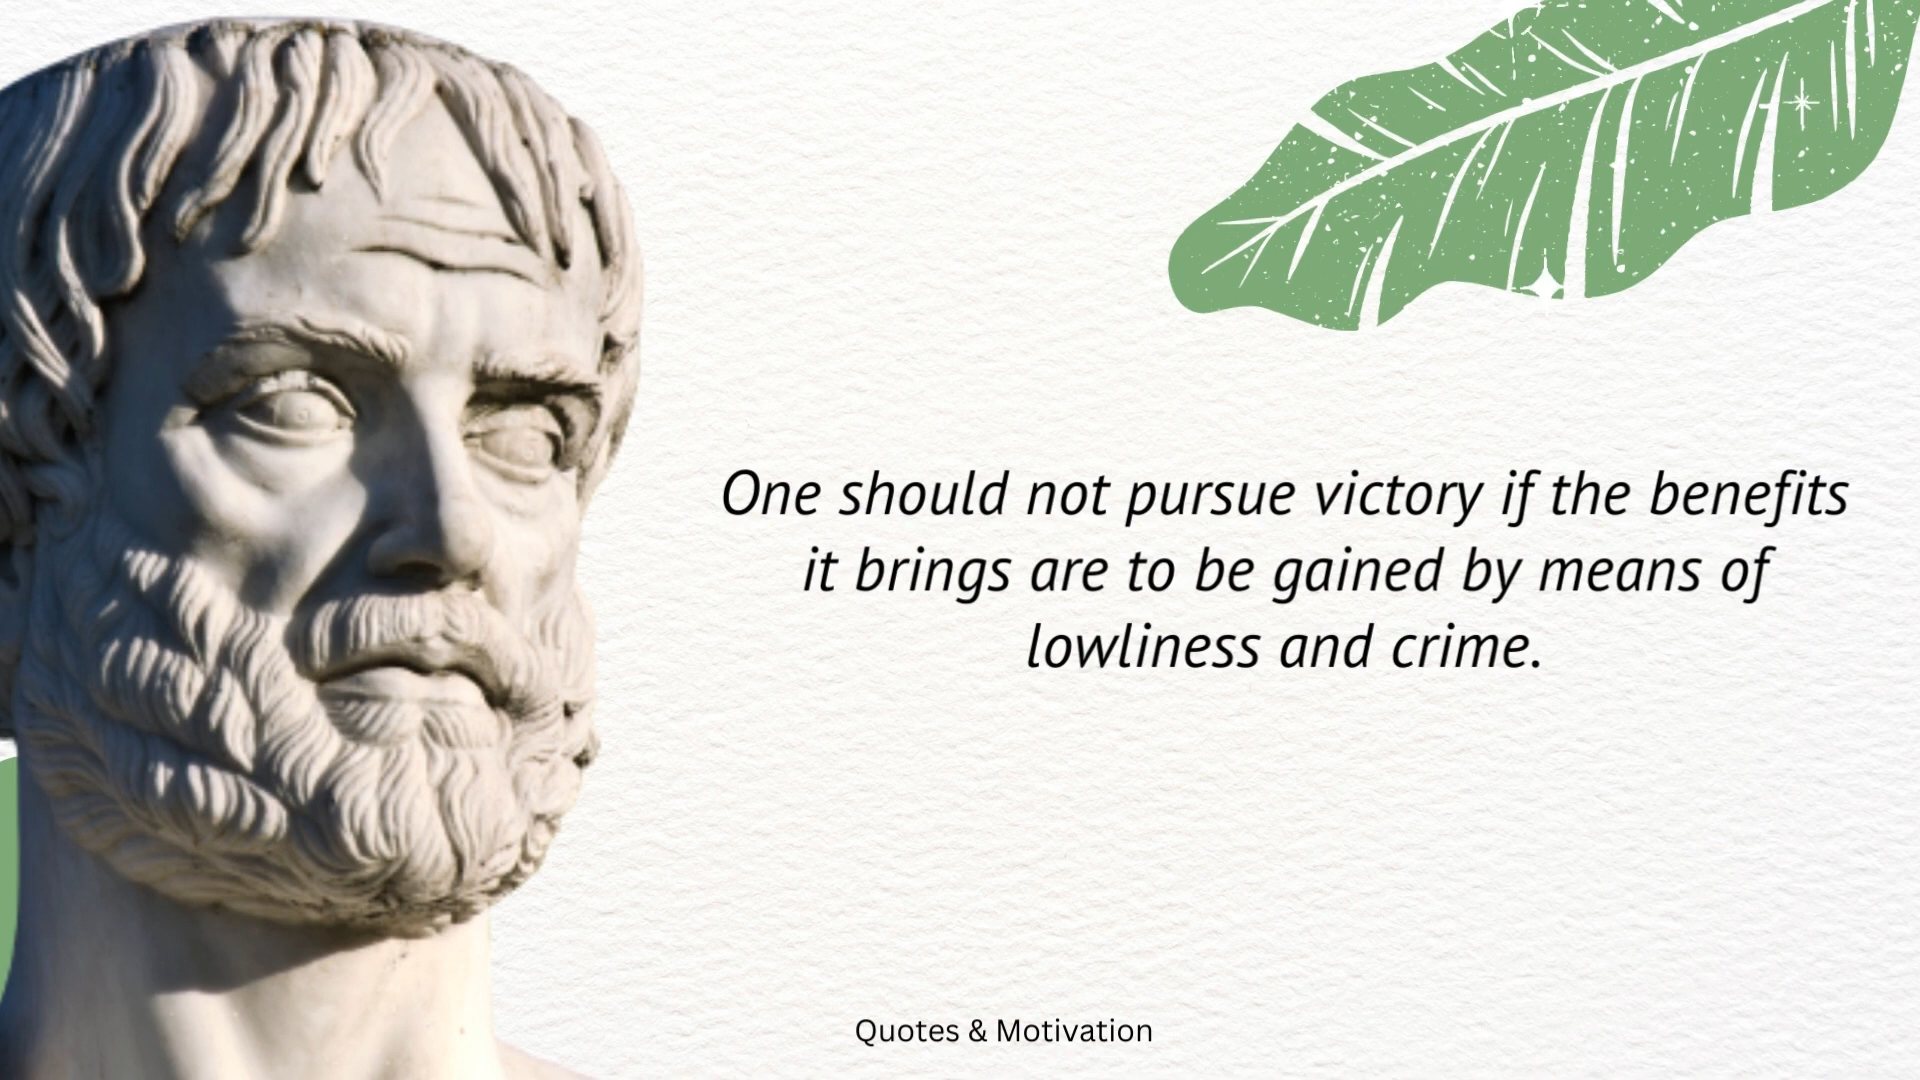 One should not pursue victory if the benefits
it brings are to be gained by means of
lowliness and crime.
Quotes & Motivation